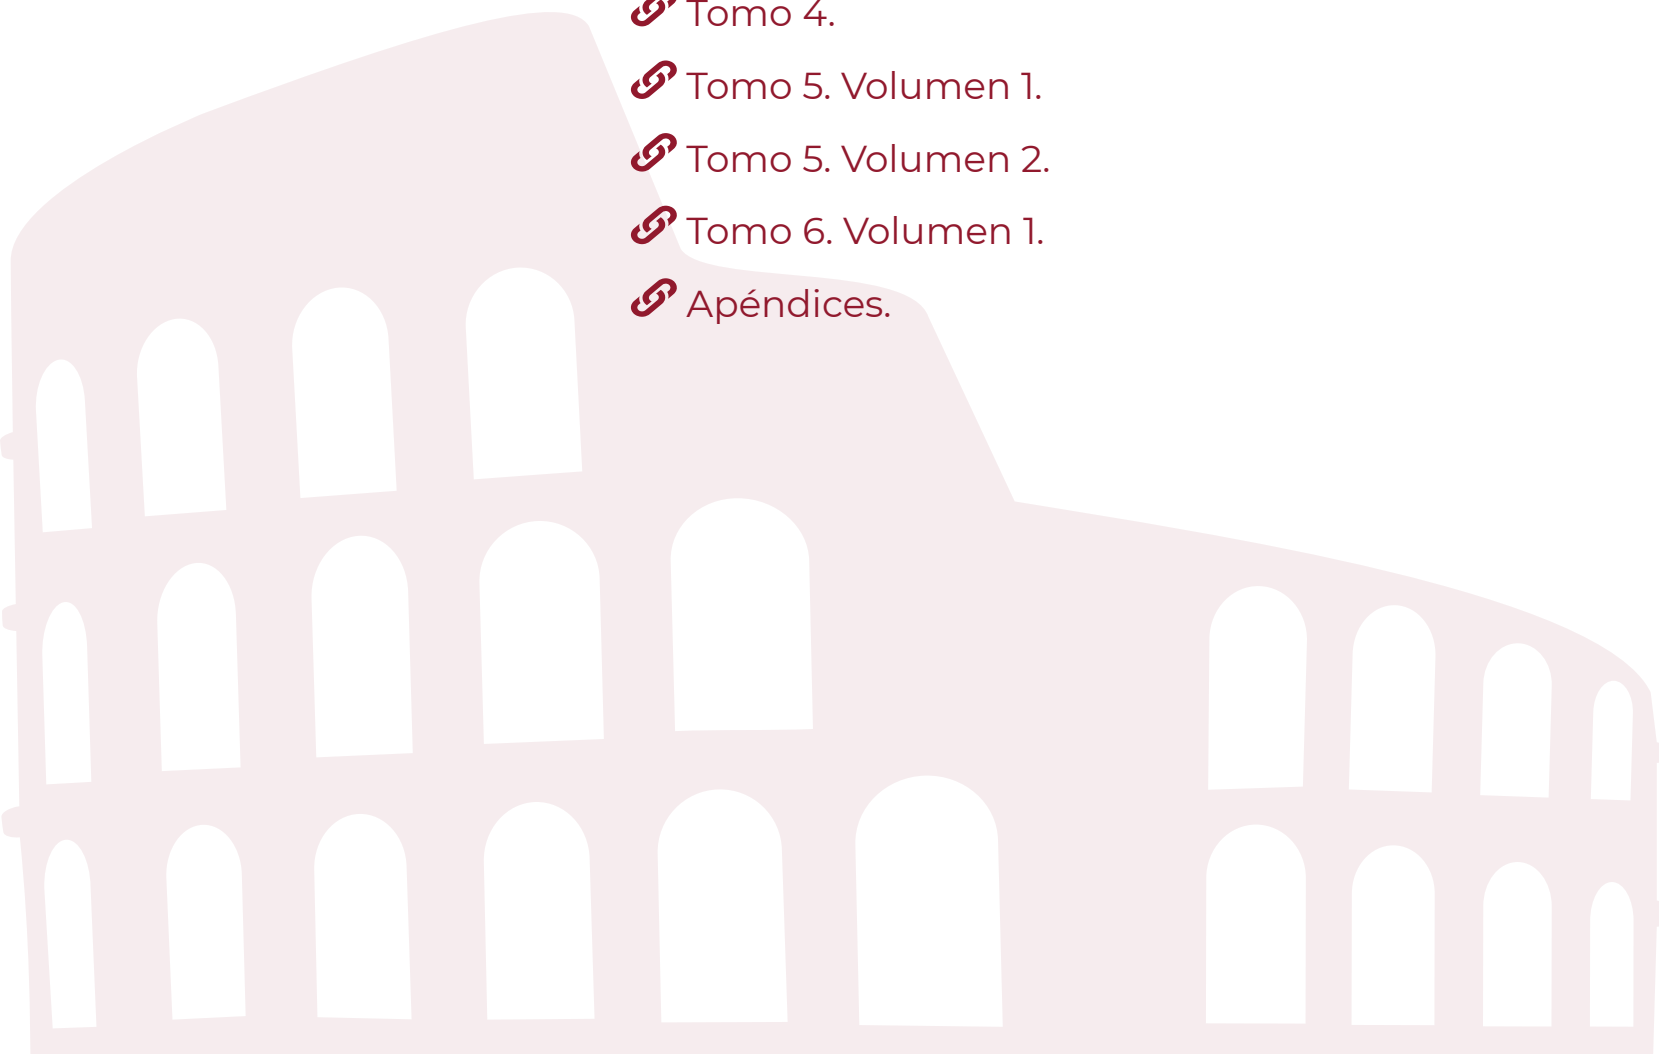 Tomo 4.
Tomo 5. Volumen 1.
Tomo 5. Volumen 2.
Tomo 6. Volumen 1.
Apéndices.